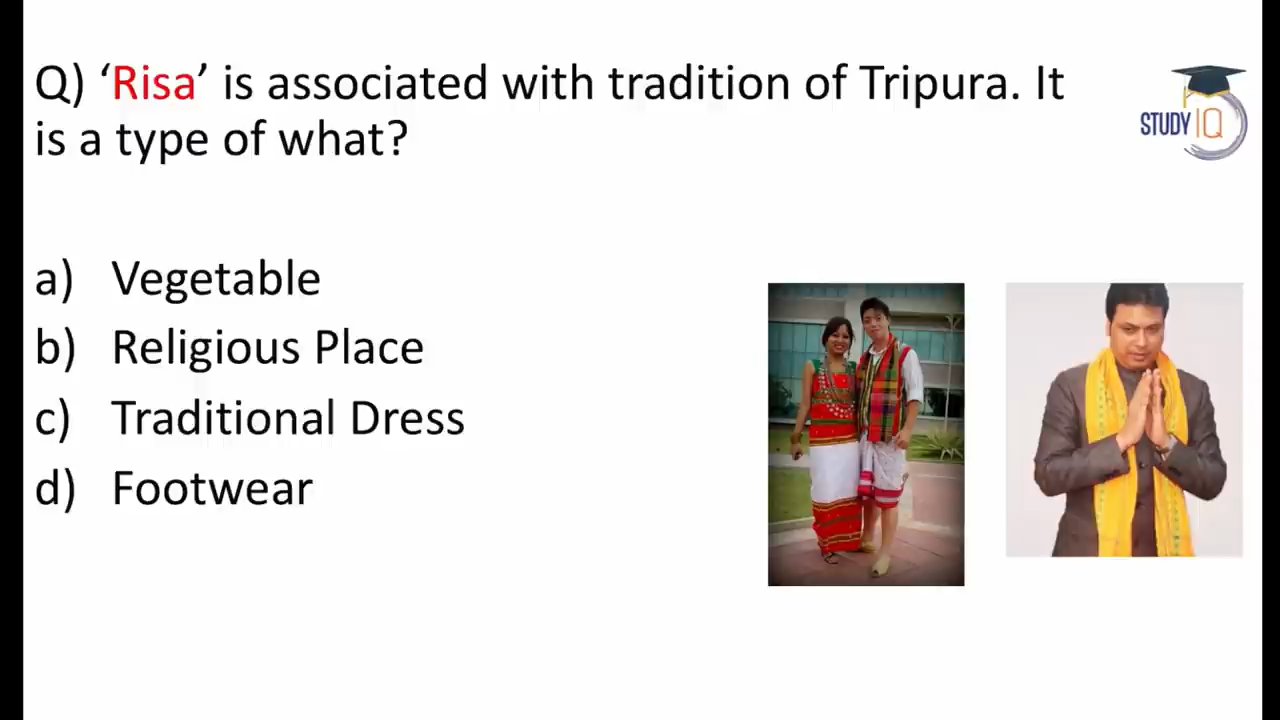 Q) ‘Risa’ is associated with tradition of Tripura. It
is a type of what?
STUDY IQ
a) Vegetable
b) Religious Place
c) Traditional Dress
d) Footwear